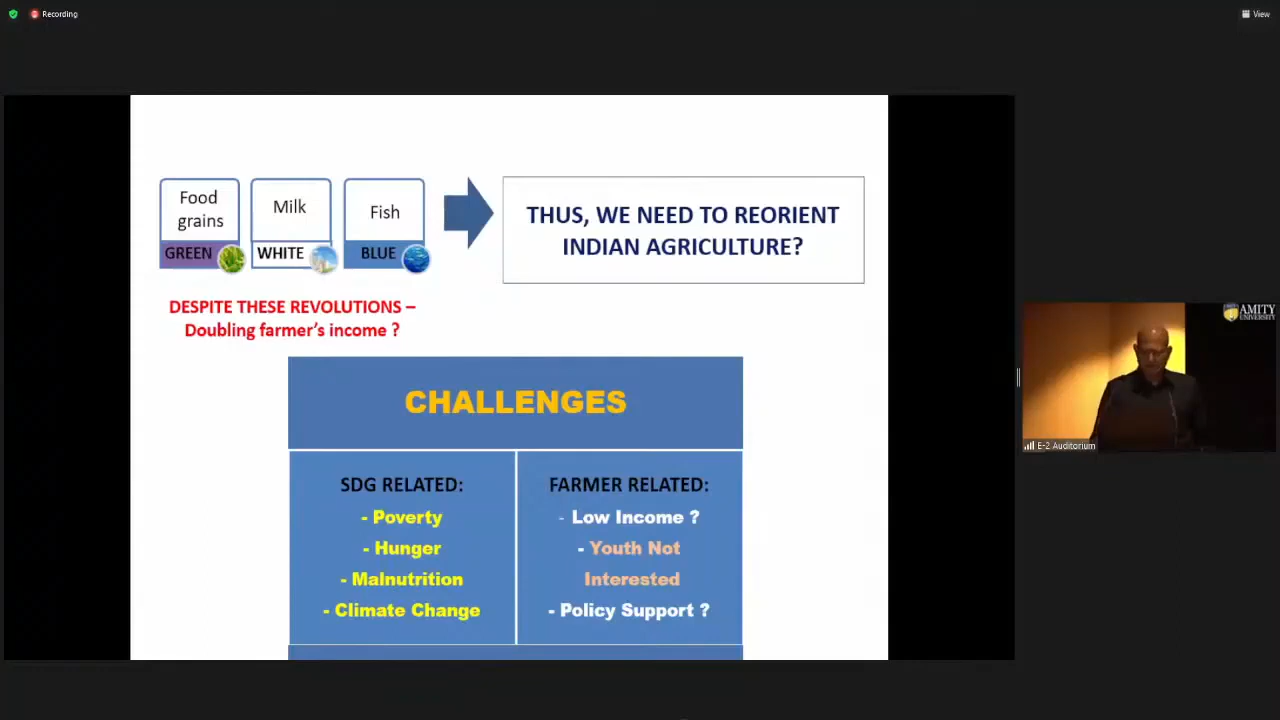 Recording
View
Food
grains
GREEN
Milk
WHITE
Fish
BLUE
THUS, WE NEED TO REORIENT
INDIAN AGRICULTURE?
DESPITE THESE REVOLUTIONS –
Doubling farmer's income ?
CHALLENGES
SDG RELATED:
- Poverty
- Hunger
- Malnutrition
- Climate Change
FARMER RELATED:
- Low Income ?
- Youth Not
Interested
- Policy Support ?
AMITY
UNIVERSITY
E-2 Auditorium